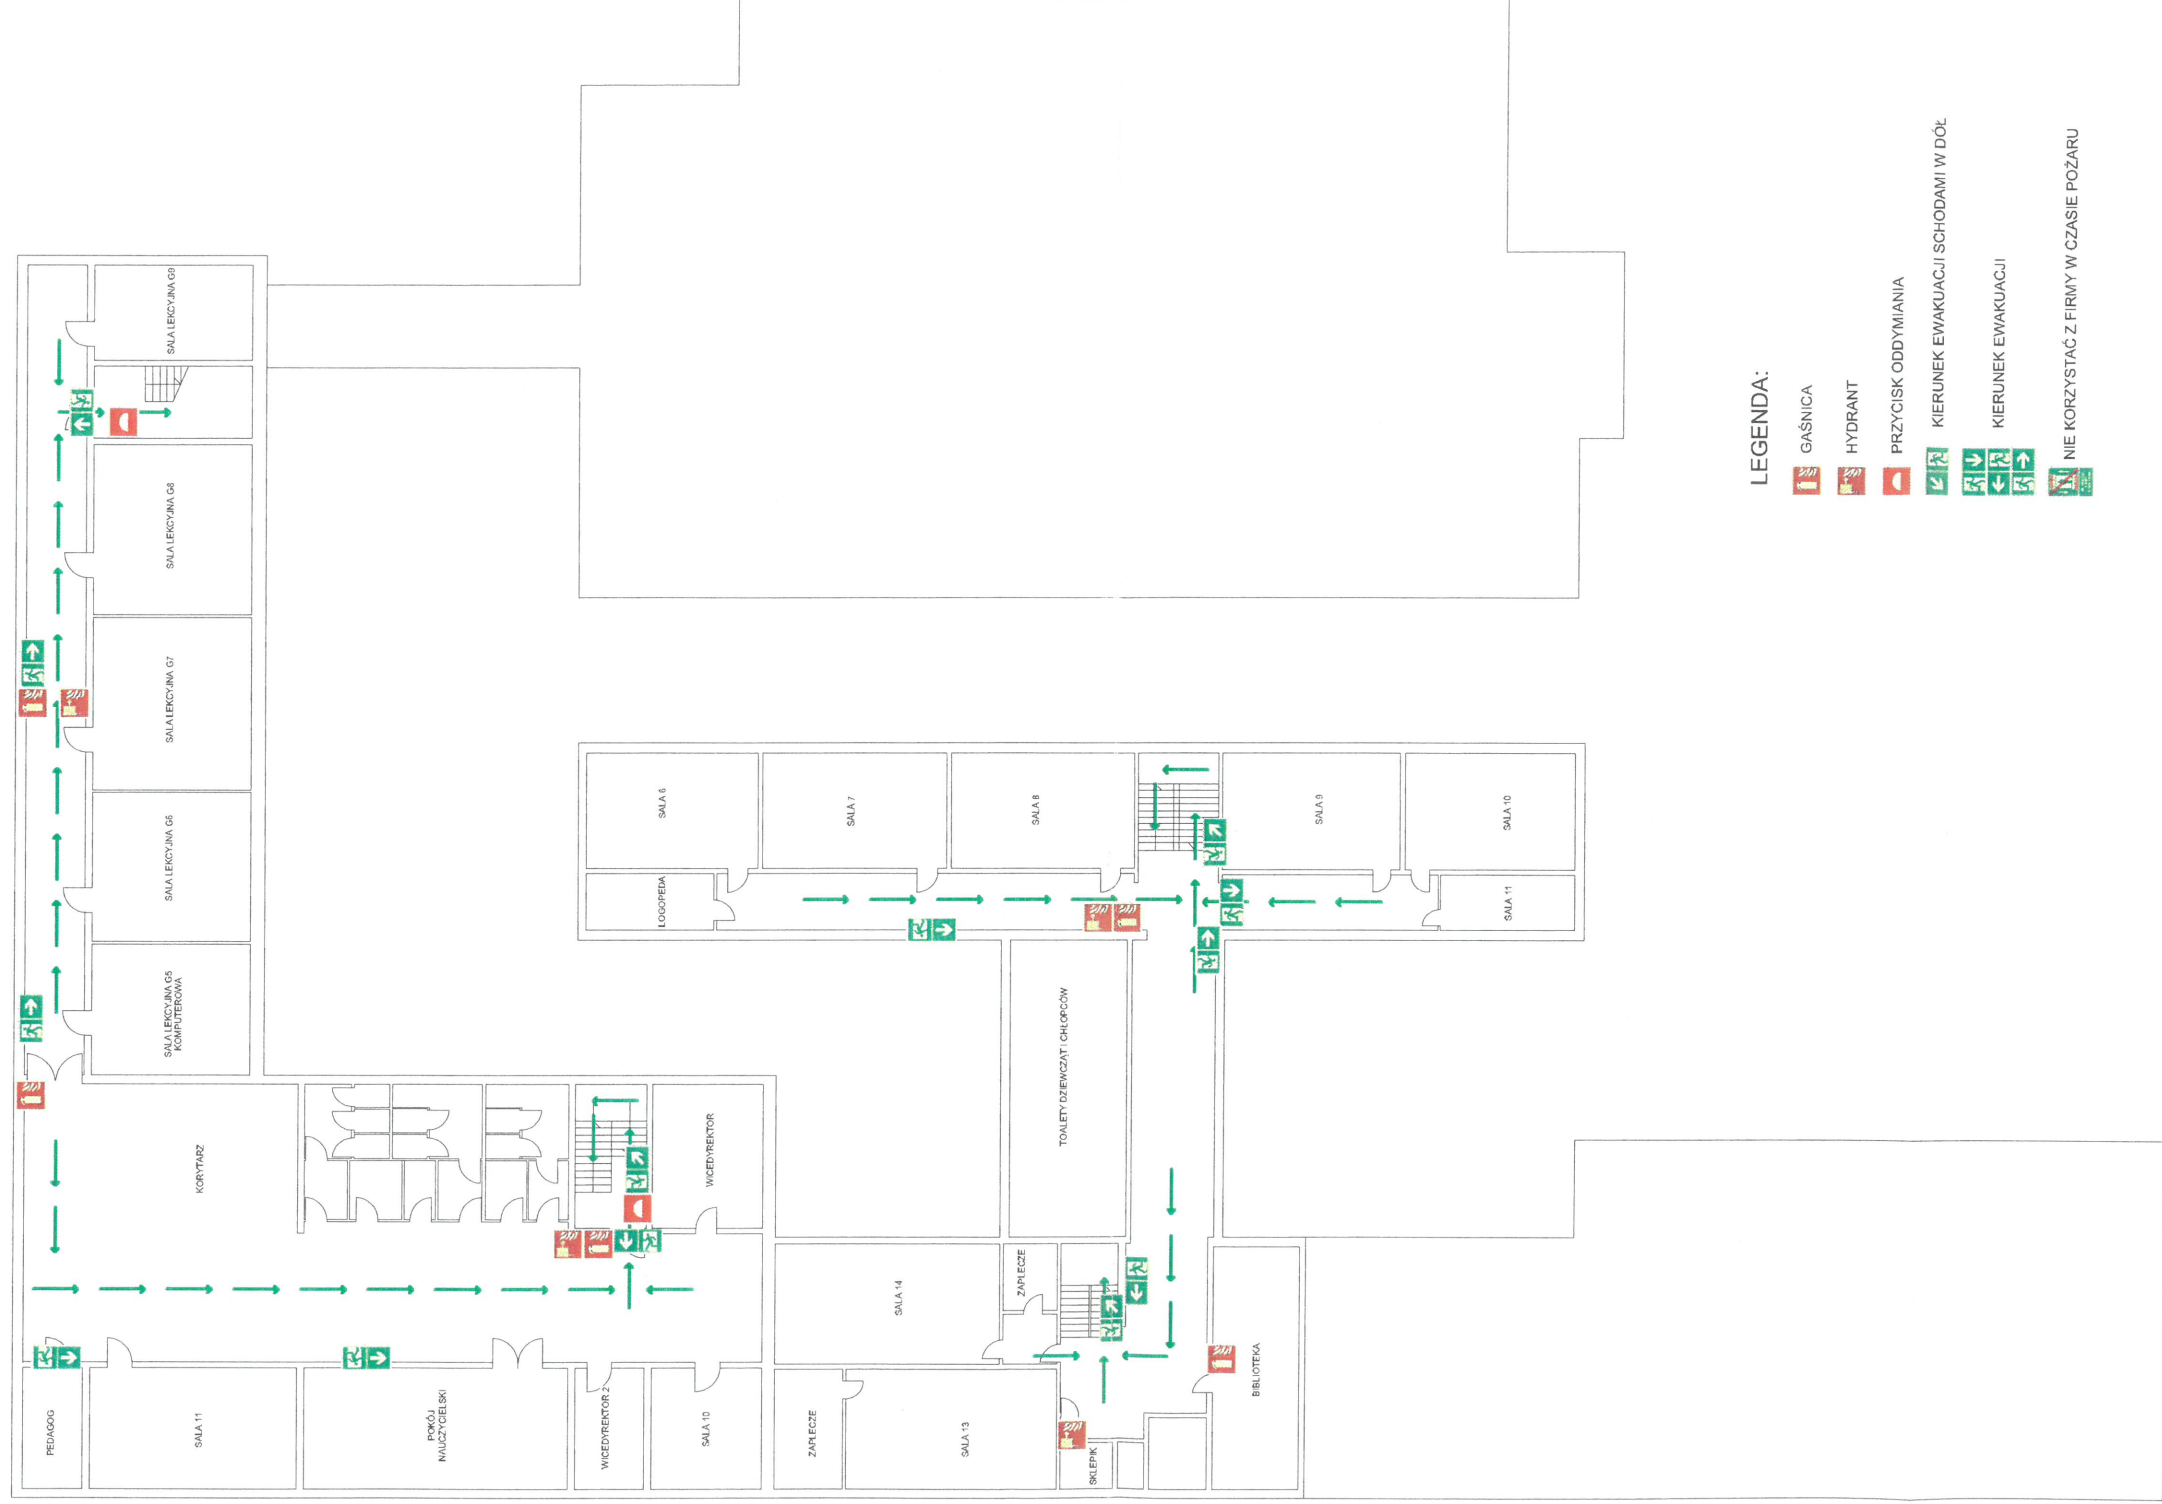 SALA LEKCYJNA G9
SALA LEKCYJNA G8
SALA LEKCYJNA G7
SALA LEKCYJNA G6
SALA LEKCYJNA G5
KOMPUTEROWA
KORYTARZ
WICEDYREKTOR
PEDAGOG
SALA 11
POKÓJ
NAUCZYCIELSKI
WICEDYREKTOR 2
SALA 10
LOGOPEDA
SALA 6
SALA 7
SALA 8
SALA 9
SALA 10
SALA 11
TOALETY DZIEWCZĄT I CHŁOPCÓW
SALA 14
ZAPLECZE
ZAPLECZE
SALA 13
SKLEPIK
BIBLIOTEKA
LEGENDA:
GAŚNICA
HYDRANT
PRZYCISK ODDYMIANIA
KIERUNEK EWAKUACJI SCHODAMI W DÓŁ
KIERUNEK EWAKUACJI
NIE KORZYSTAĆ Z FIRMY W CZASIE POŻARU